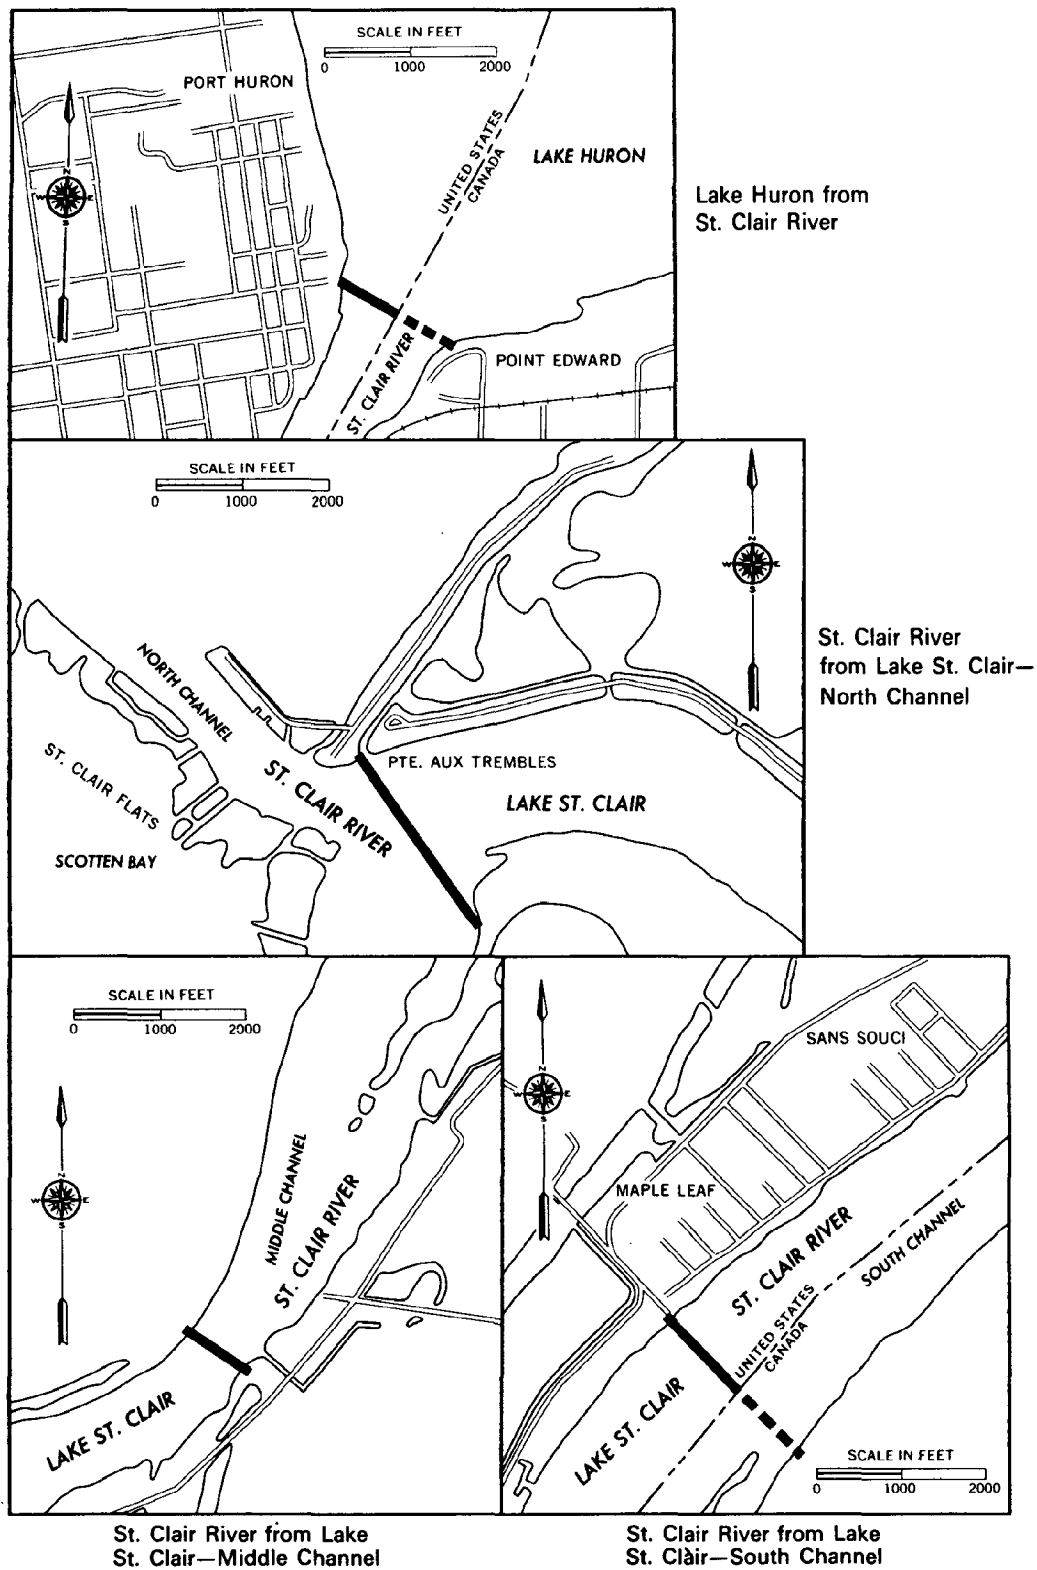 SCALE IN FEET
0 1000 2000
PORT HURON
UNITED STATES
CANADA
LAKE HURON
N
W E
S
ST. CLAIR RIVER
POINT EDWARD
Lake Huron from
St. Clair River
SCALE IN FEET
0 1000 2000
N
W E
S
NORTH CHANNEL
ST. CLAIR FLATS
ST. CLAIR RIVER
PTE. AUX TREMBLES
LAKE ST. CLAIR
SCOTTEN BAY
St. Clair River
from Lake St. Clair—
North Channel
SCALE IN FEET
0 1000 2000
N
W E
S
MIDDLE CHANNEL
ST. CLAIR RIVER
LAKE ST. CLAIR
St. Clair River from Lake
St. Clair—Middle Channel
SANS SOUCI
N
W E
S
MAPLE LEAF
ST. CLAIR RIVER
SOUTH CHANNEL
UNITED STATES
CANADA
LAKE ST. CLAIR
SCALE IN FEET
0 1000 2000
St. Clair River from Lake
St. Clair—South Channel